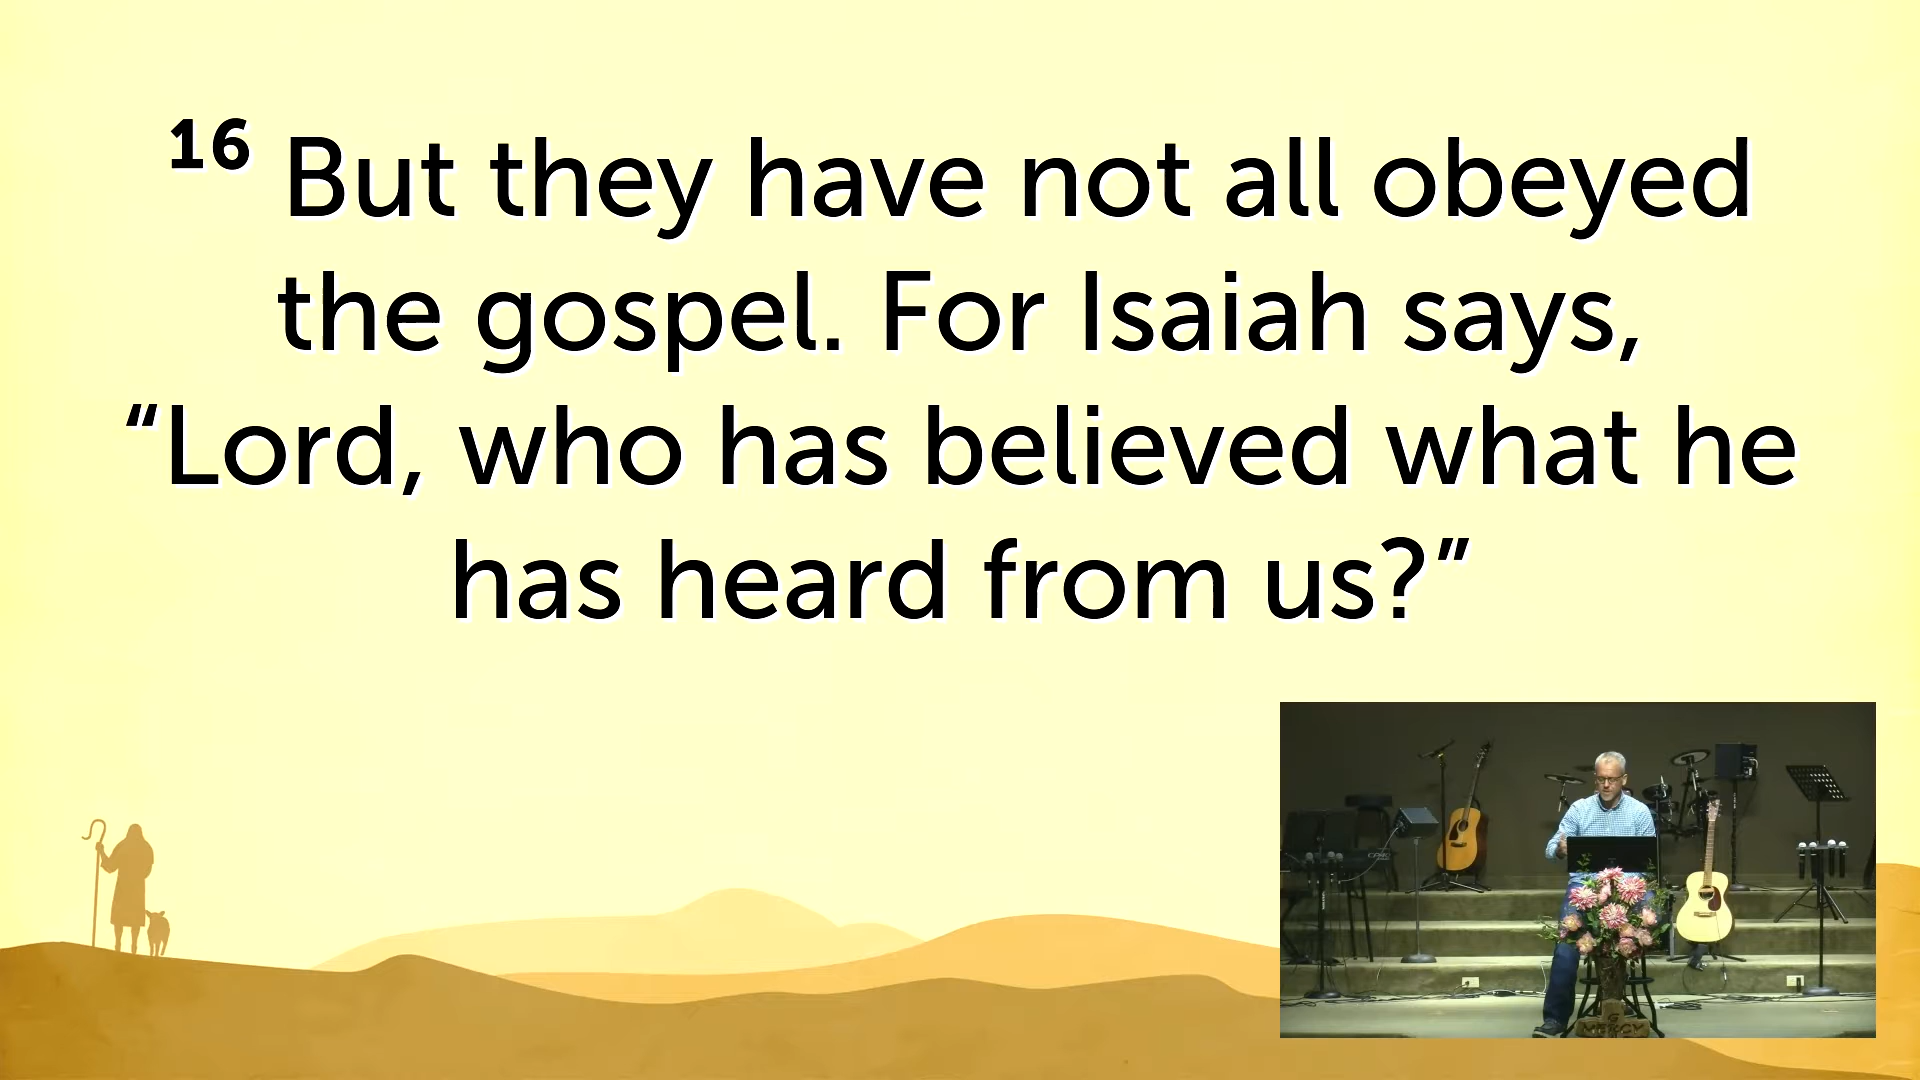 16 But they have not all obeyed
the gospel. For Isaiah says,
“Lord, who has believed what he
has heard from us?”
MERCY